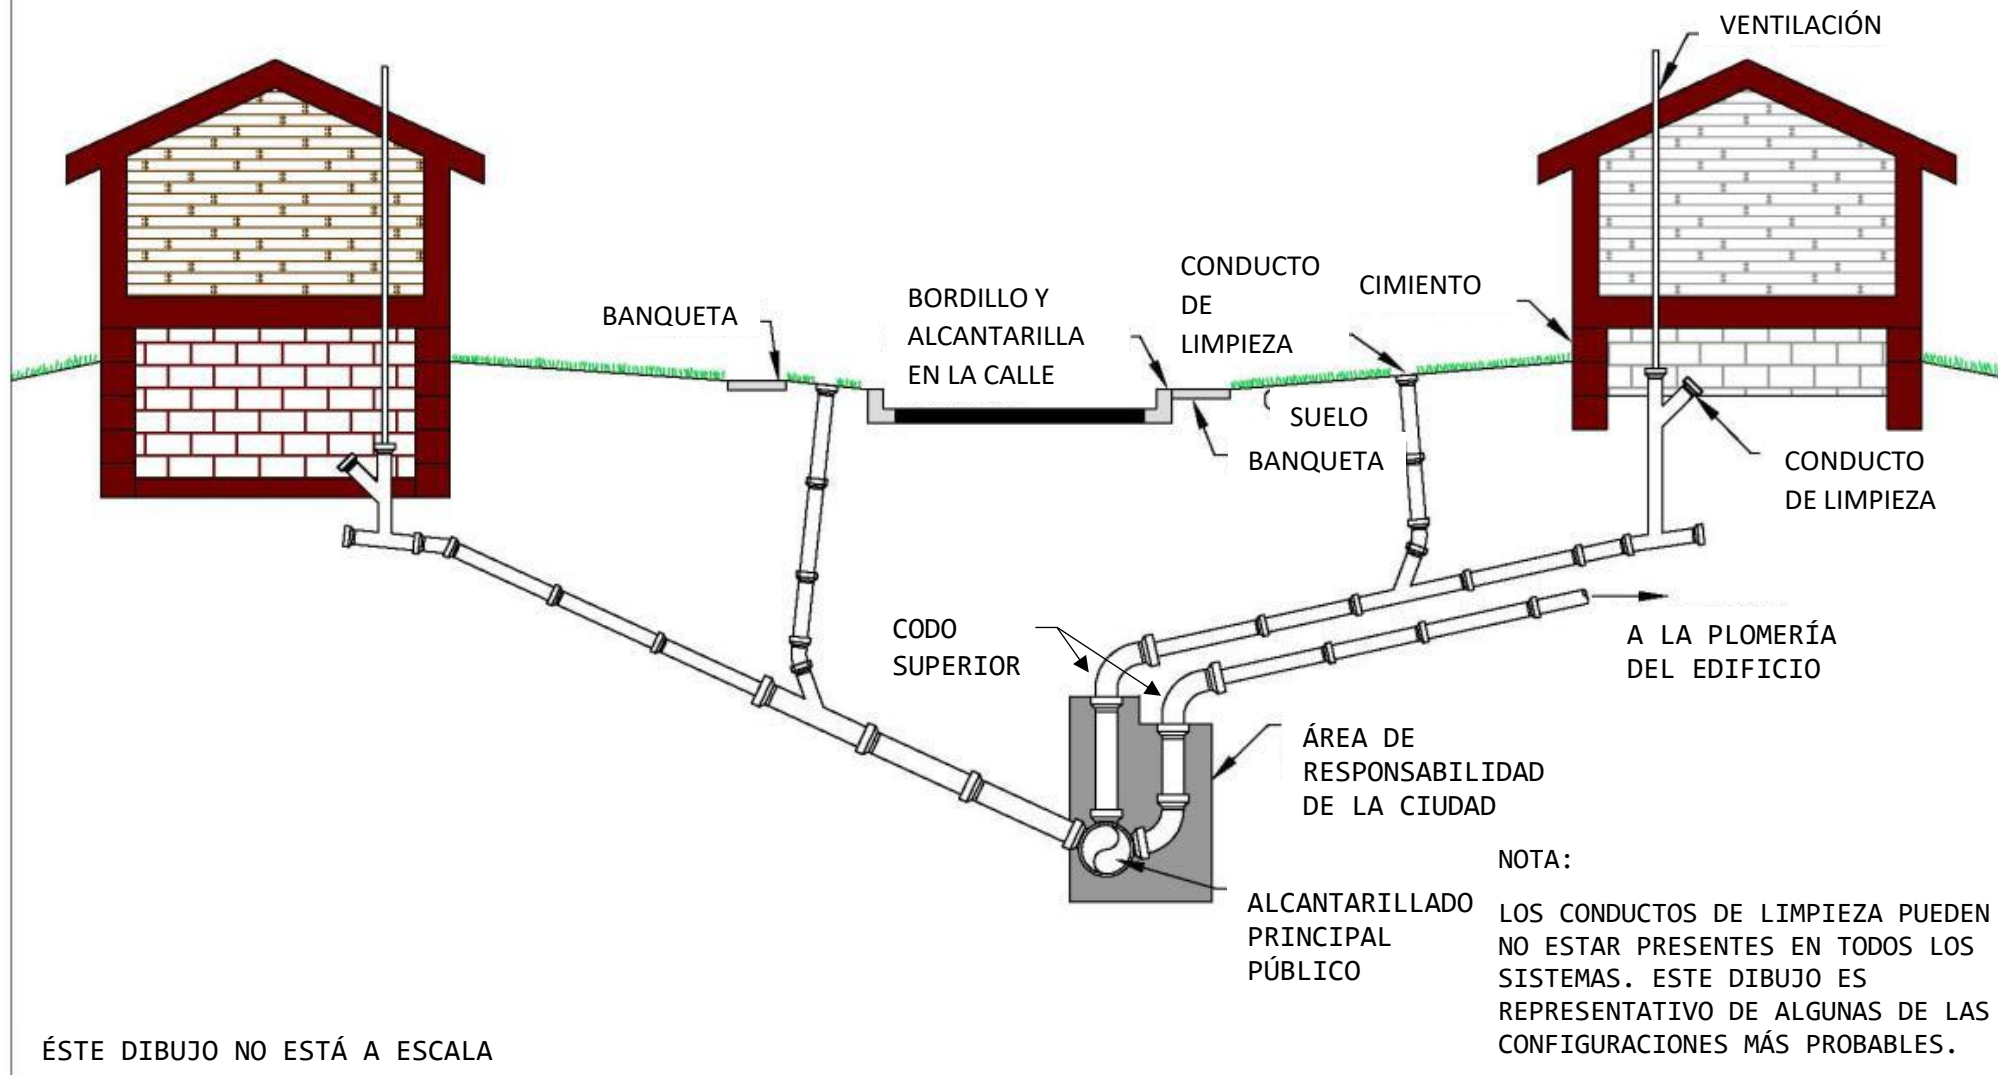 VENTILACIÓN
BANQUETA
BORDILLO Y
ALCANTARILLA
EN LA CALLE
CONDUCTO
DE
LIMPIEZA
CIMIENTO
SUELO
BANQUETA
CONDUCTO
DE LIMPIEZA
CODO
SUPERIOR
A LA PLOMERÍA
DEL EDIFICIO
ÁREA DE
RESPONSABILIDAD
DE LA CIUDAD
ALCANTARILLADO
PRINCIPAL
PÚBLICO
NOTA:
LOS CONDUCTOS DE LIMPIEZA PUEDEN
NO ESTAR PRESENTES EN TODOS LOS
SISTEMAS. ESTE DIBUJO ES
REPRESENTATIVO DE ALGUNAS DE LAS
CONFIGURACIONES MÁS PROBABLES.
ÉSTE DIBUJO NO ESTÁ A ESCALA